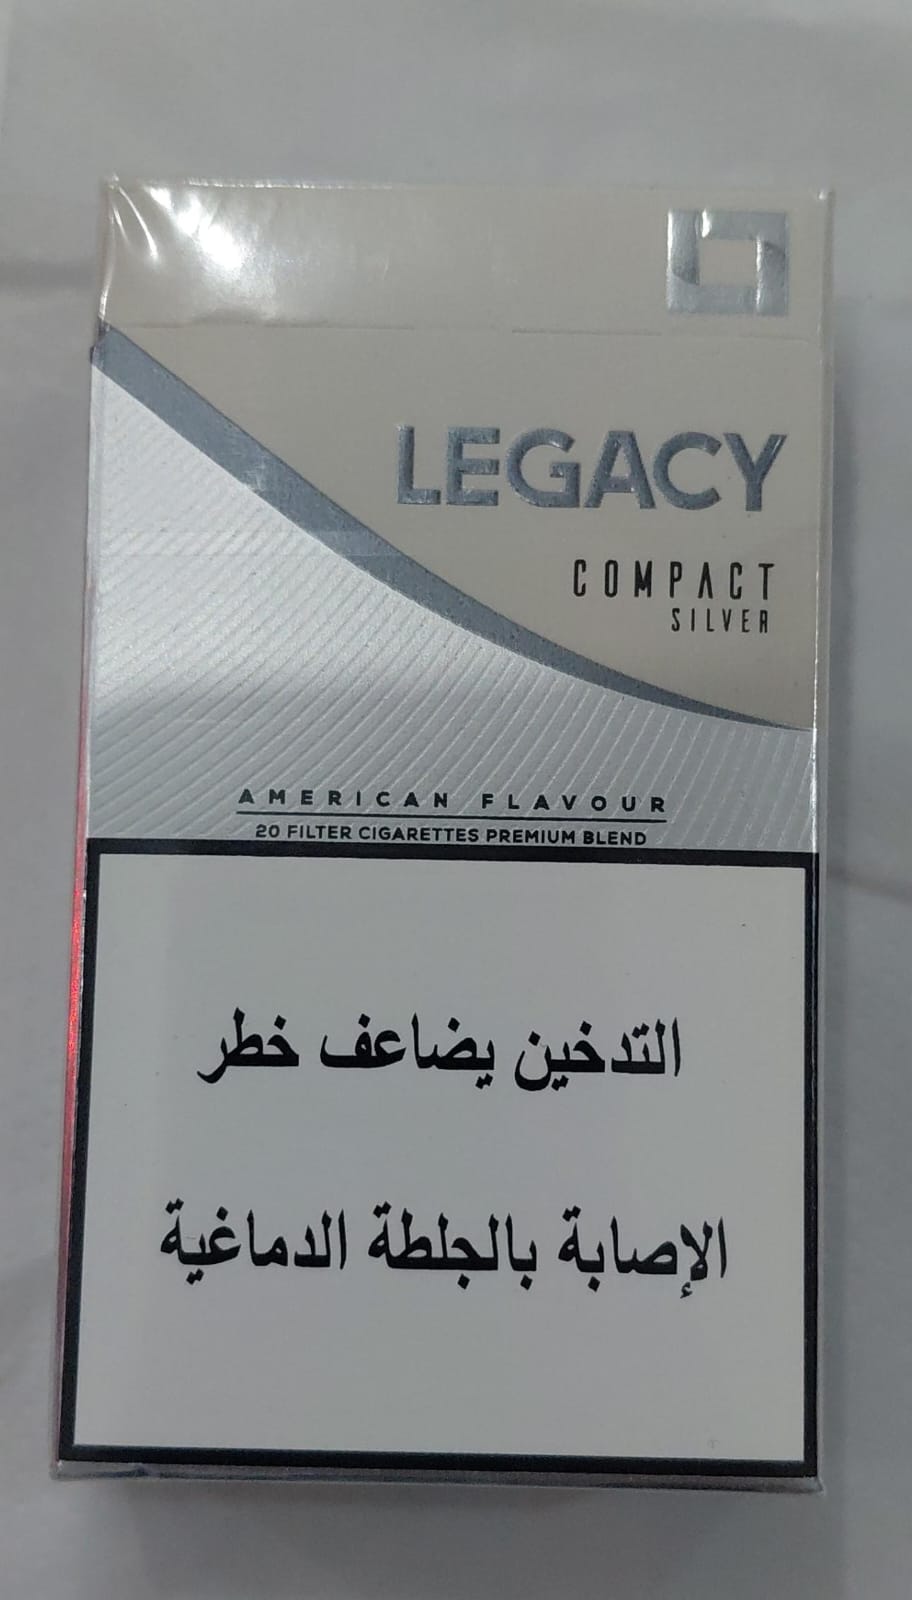 LEGACY
COMPACT
SILVER
AMERICAN FLAVOUR
20 FILTER CIGARETTES PREMIUM BLEND
التدخين يضاعف خطر
الإصابة بالجلطة الدماغية